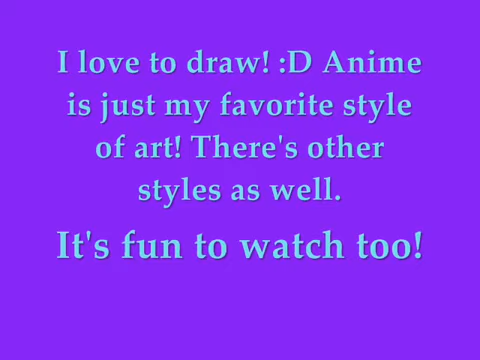 I love to draw! :D Anime
is just my favorite style
of art! There's other
styles as well.
It's fun to watch too!